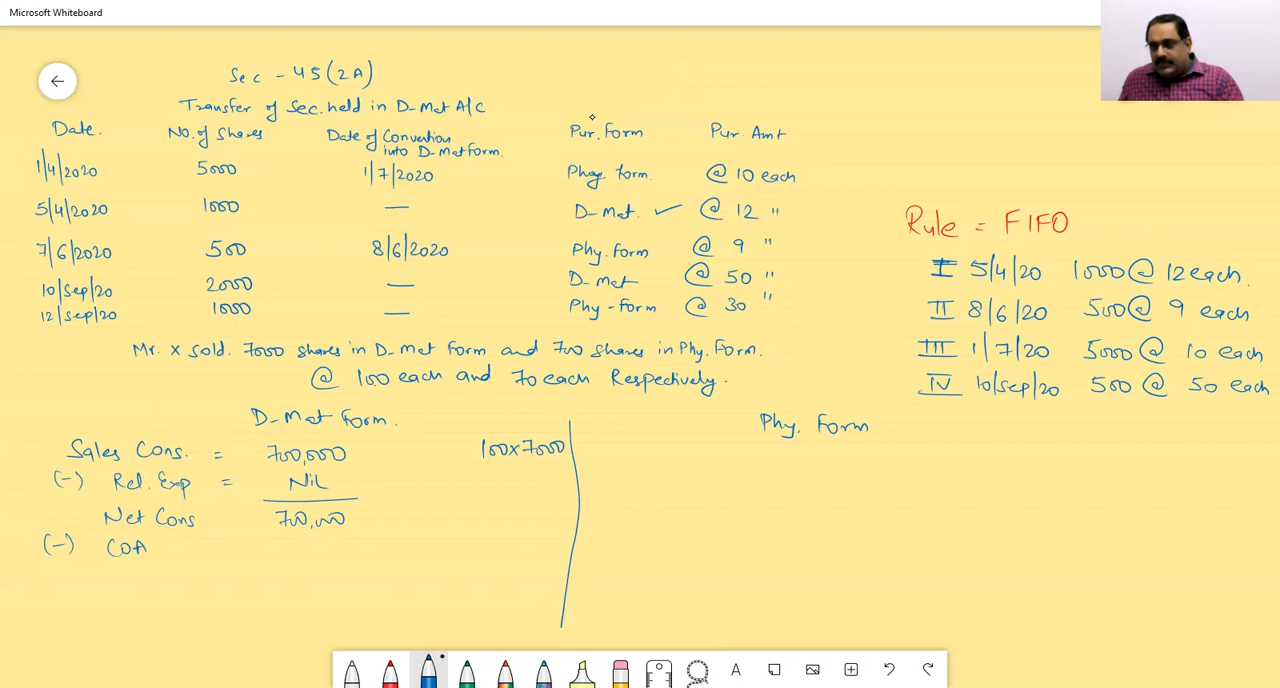 Microsoft Whiteboard
Sec - 45 (2A)
Transfer of Sec. held in D-Mat A/c
Date. No. of Shares Date of Convention into D-Mat form. Pur. Form Pur. Amt
1/4/2020 5000 1/7/2020 Phy. form. @ 10 each
5/4/2020 1000 — D-Mat. ✓ @ 12 "
7/6/2020 500 8/6/2020 Phy. Form @ 9 "
10/Sep/20 2000 — D-Mat @ 50 "
12/Sep/20 1000 — Phy-Form @ 30 "
Mr. X sold. 7000 shares in D-Mat Form and 700 shares in Phy. Form.
@ 100 each and 70 each Respectively.
Rule = FIFO
I 5/4/20 1000 @ 12 each.
II 8/6/20 500 @ 9 each
III 1/7/20 5000 @ 10 each
IV 10/Sep/20 500 @ 50 each
D-Mat Form.
Sales Cons. = 700,000 100x7000
(-) Rel. Exp = Nil
Net Cons 700,000
(-) COA
Phy. Form
A